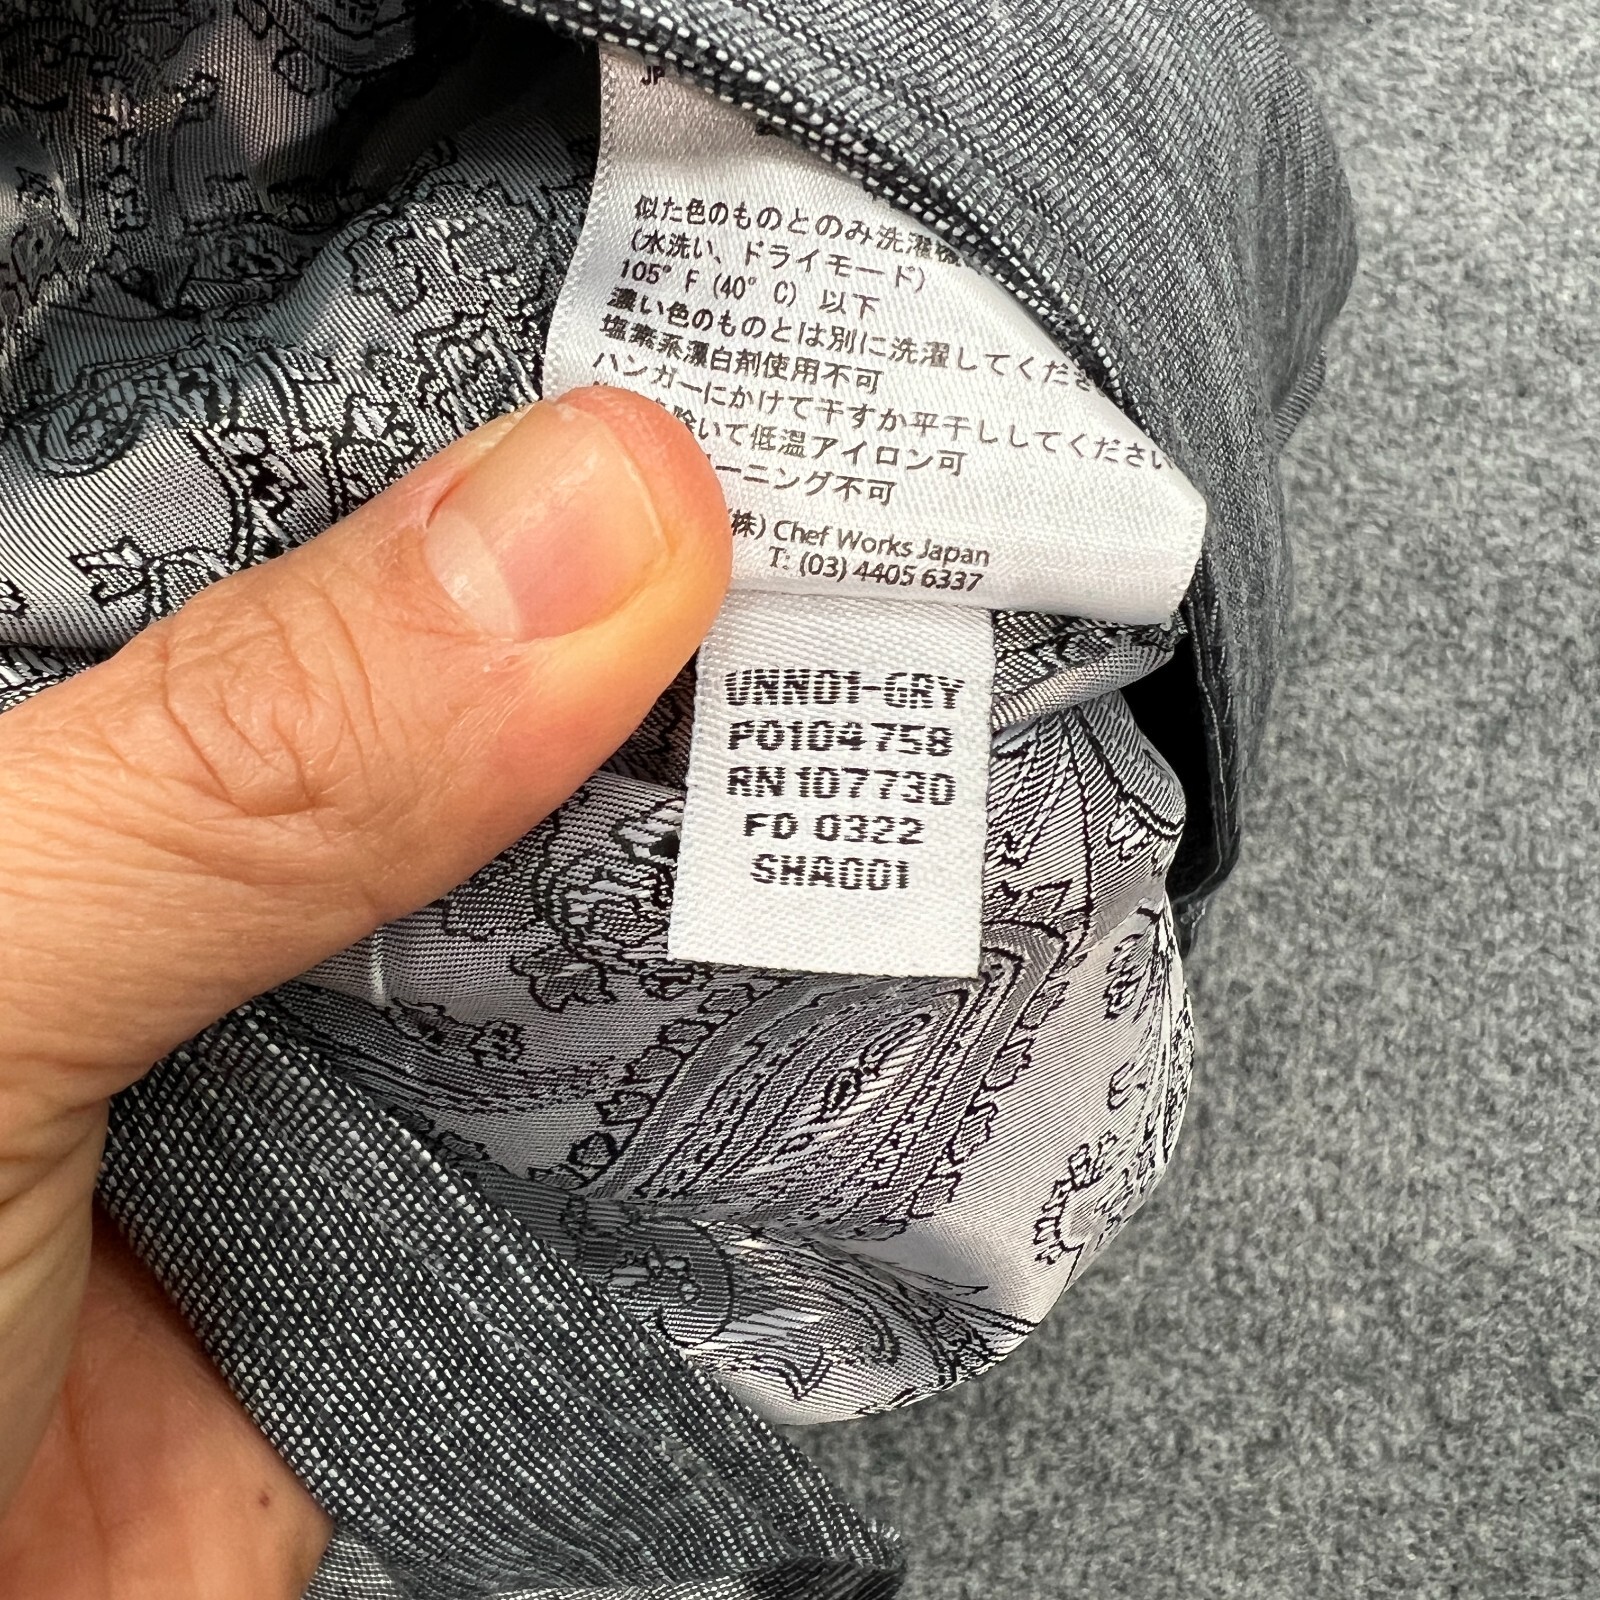 JP
似た色のものとのみ洗濯機
(水洗い、ドライモード)
105° F (40° C) 以下
濃い色のものとは別に洗濯してくださ
塩素系漂白剤使用不可
ハンガーにかけて干すか平干ししてください
除いて低温アイロン可
ーニング不可
(株) Chef Works Japan
T: (03) 4405 6337
UNN01-GRY
PO104758
RN 107730
FD 0322
SHA001